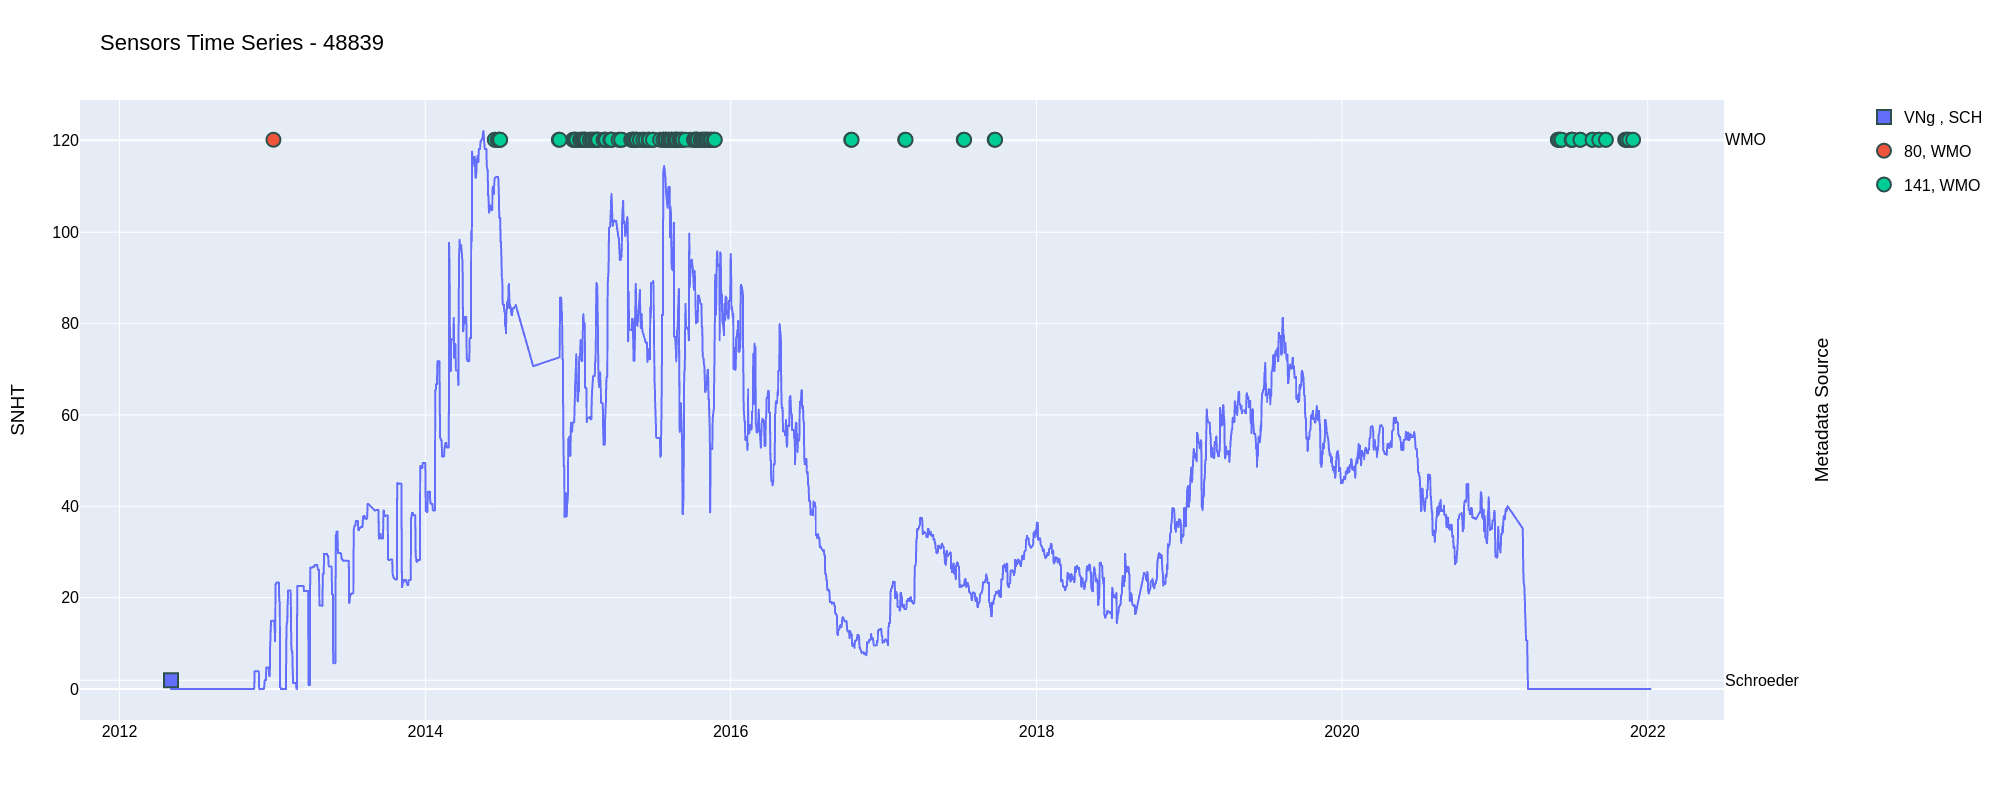 Sensors Time Series - 48839
VNg , SCH
80, WMO
141, WMO
120
100
80
60
40
20
0
SNHT
WMO
Schroeder
Metadata Source
2012
2014
2016
2018
2020
2022